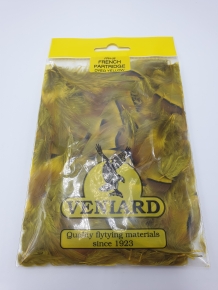 FRENCH
PARTRIDGE
VENIARD
Quality flytying materials
since 1923